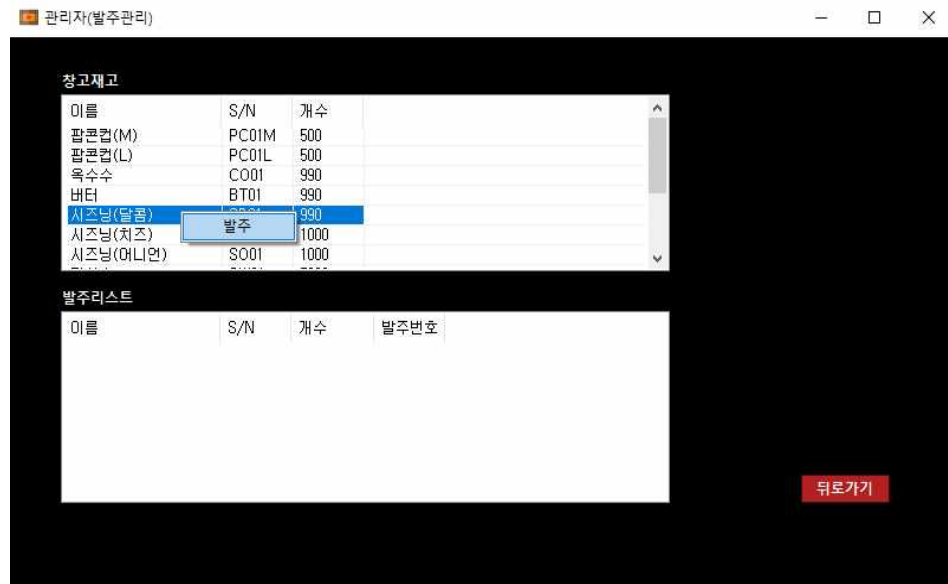 관리자(발주관리)
창고재고
이름 S/N 개수
팝콘컵(M) PC01M 500
팝콘컵(L) PC01L 500
옥수수 CO01 990
버터 BT01 990
시즈닝(달콤) 990
발주
시즈닝(치즈) 1000
시즈닝(어니언) SO01 1000
발주리스트
이름 S/N 개수 발주번호
뒤로가기